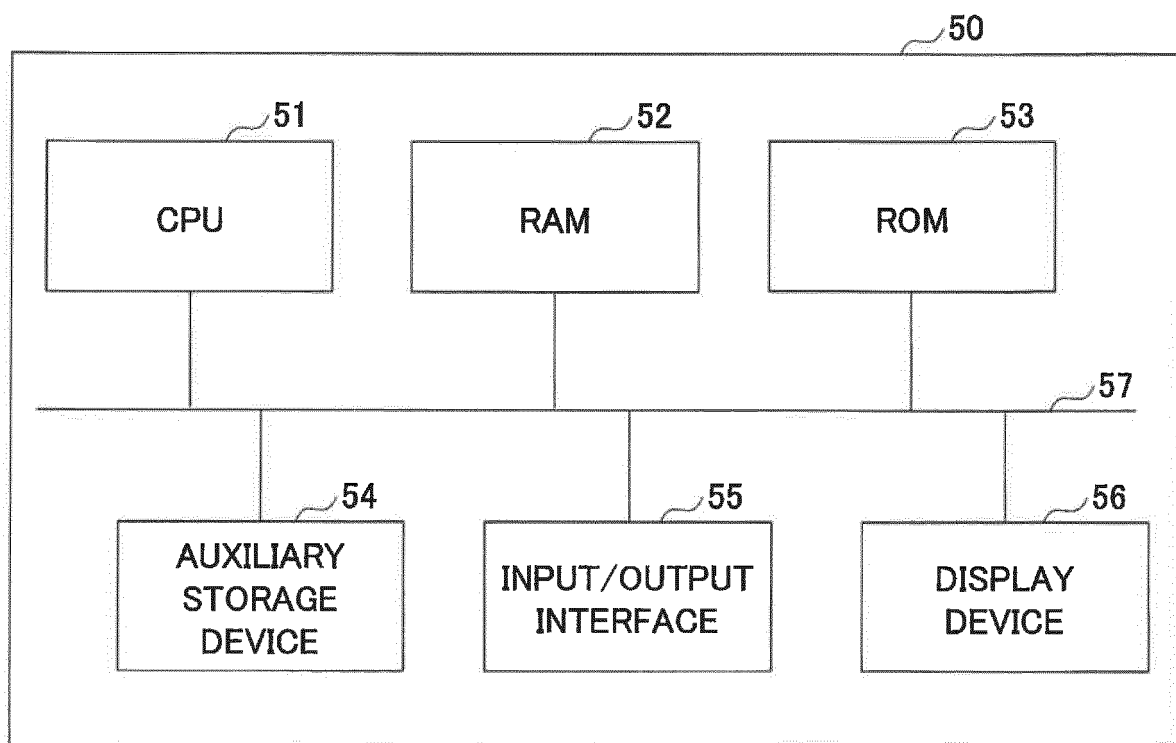 50
51
52
53
CPU
RAM
ROM
57
54
55
56
AUXILIARY
STORAGE
DEVICE
INPUT/OUTPUT
INTERFACE
DISPLAY
DEVICE